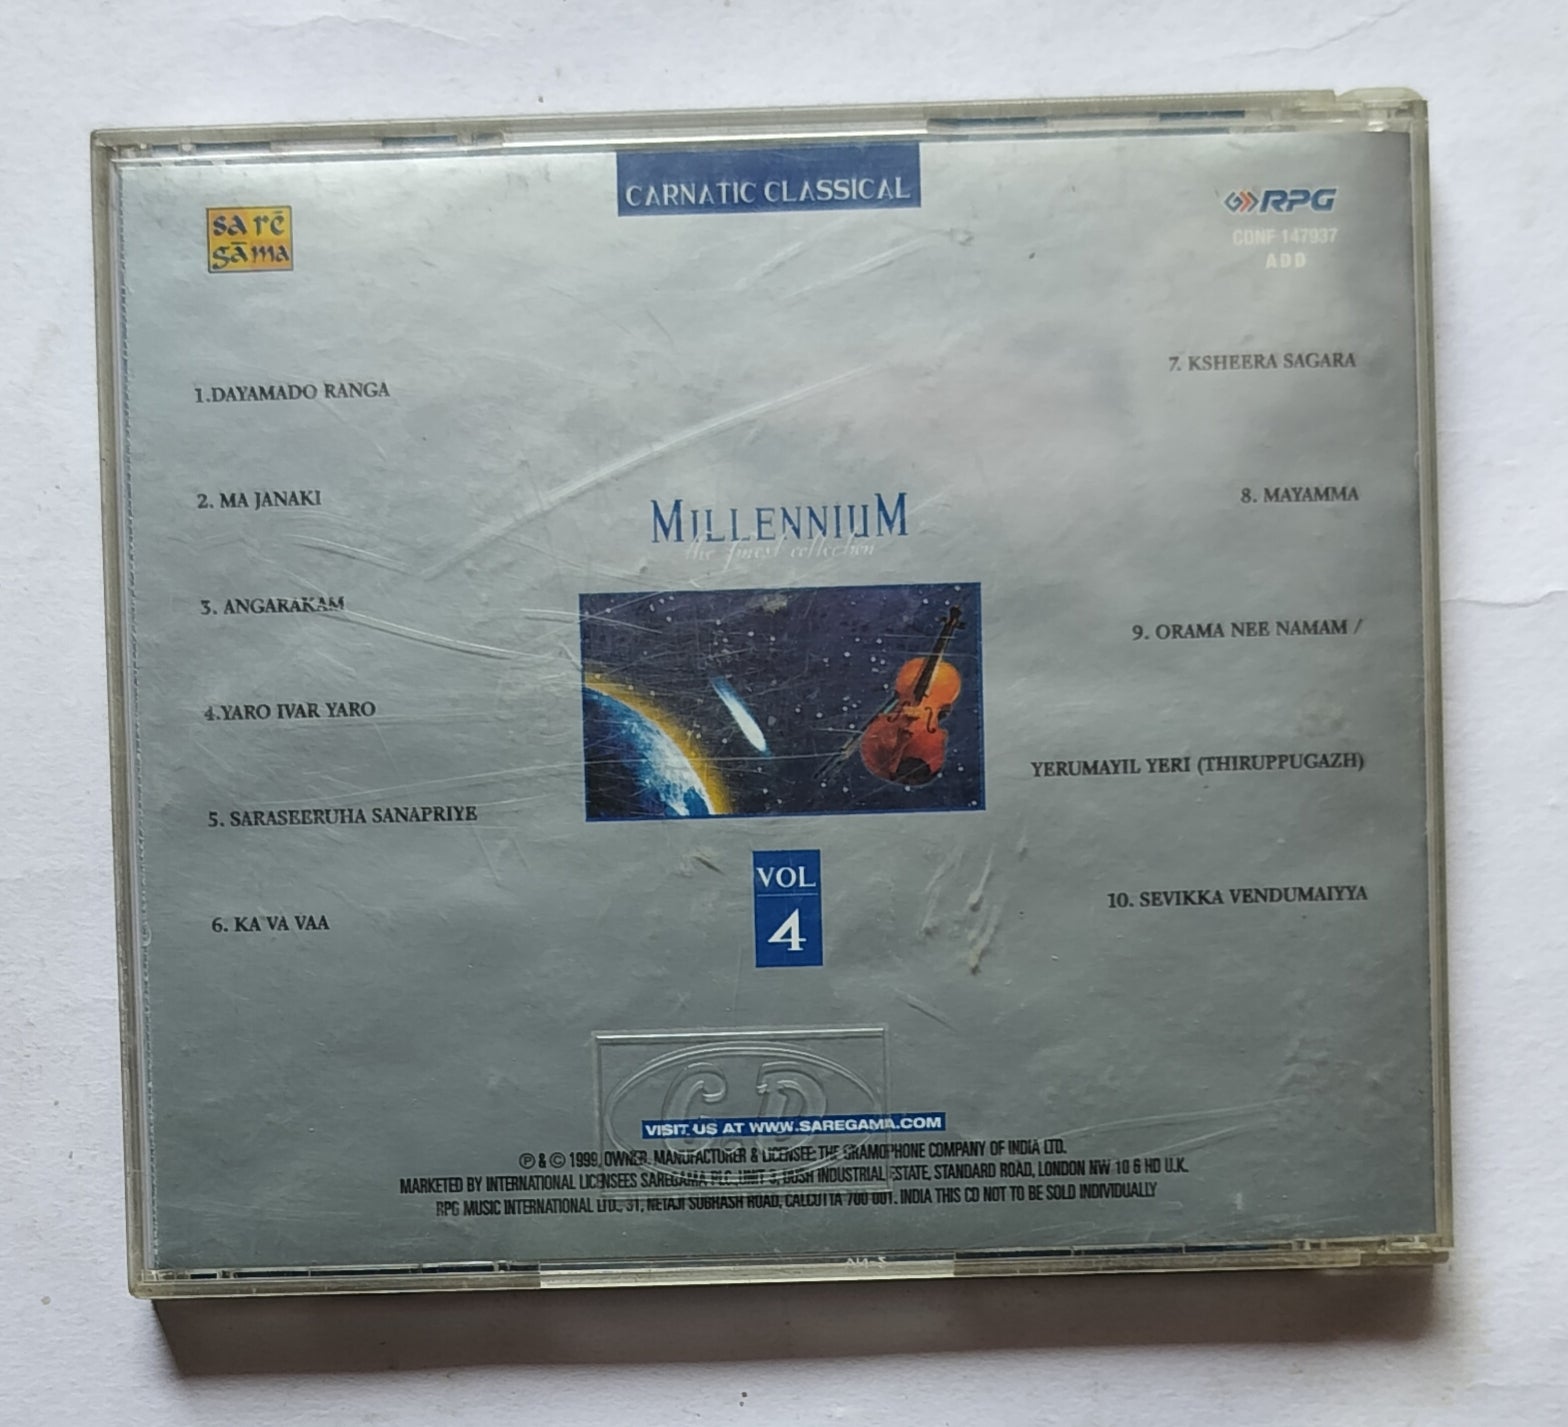 CARNATIC CLASSICAL
sa rē
gāma
RPG
CDNF 147937
ADD
1.DAYAMADO RANGA
2. MA JANAKI
3. ANGARAKAM
4.YARO IVAR YARO
5. SARASEERUHA SANAPRIYE
6. KA VA VAA
MILLENNIUM
the finest collection
VOL
4
7. KSHEERA SAGARA
8. MAYAMMA
9. ORAMA NEE NAMAM /
YERUMAYIL YERI (THIRUPPUGAZH)
10. SEVIKKA VENDUMAIYYA
VISIT US AT WWW.SAREGAMA.COM
℗ & © 1999. OWNER, MANUFACTURER & LICENSEE: THE GRAMOPHONE COMPANY OF INDIA LTD.
MARKETED BY INTERNATIONAL LICENSEES SAREGAMA PLC. UNIT 3, DUSH INDUSTRIAL ESTATE, STANDARD ROAD, LONDON NW 10 6 HD U.K.
RPG MUSIC INTERNATIONAL LTD., 31, NETAJI SUBHASH ROAD, CALCUTTA 700 001. INDIA THIS CD NOT TO BE SOLD INDIVIDUALLY